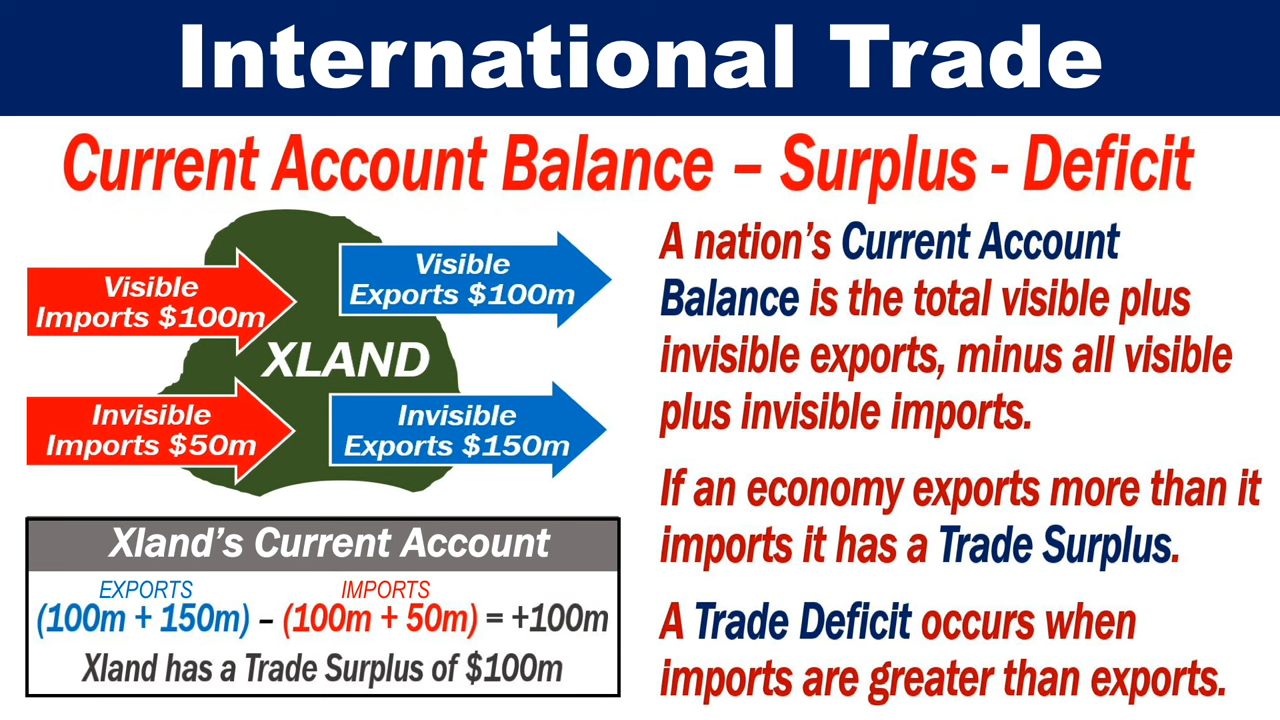 International Trade
Current Account Balance – Surplus - Deficit
Visible
Imports $100m
Visible
Exports $100m
XLAND
Invisible
Imports $50m
Invisible
Exports $150m
Xland's Current Account
EXPORTS IMPORTS
(100m + 150m) – (100m + 50m) = +100m
Xland has a Trade Surplus of $100m
A nation's Current Account
Balance is the total visible plus
invisible exports, minus all visible
plus invisible imports.
If an economy exports more than it
imports it has a Trade Surplus.
A Trade Deficit occurs when
imports are greater than exports.